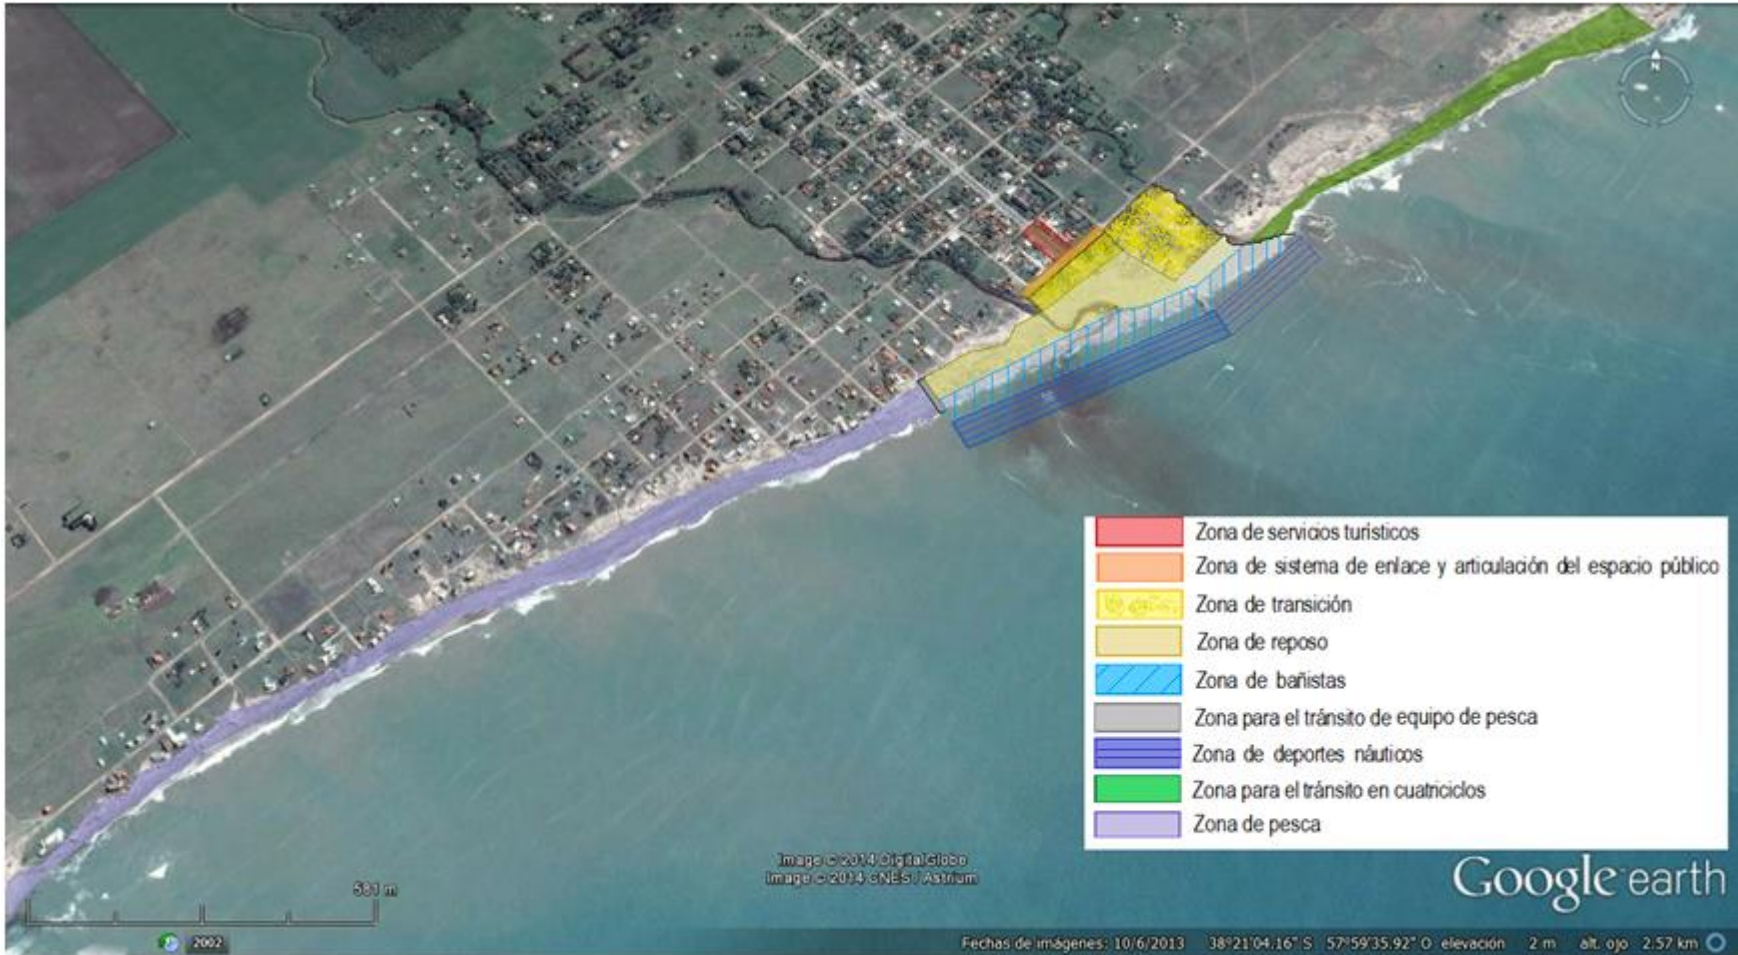 N
Zona de servicios turísticos
Zona de sistema de enlace y articulación del espacio público
Zona de transición
Zona de reposo
Zona de bañistas
Zona para el tránsito de equipo de pesca
Zona de deportes náuticos
Zona para el tránsito en cuatriciclos
Zona de pesca
Image © 2014 DigitalGlobe
Image © 2014 CNES / Astrium
Google earth
581 m
2002
Fechas de imágenes: 10/6/2013 38°21'04.16" S 57°59'35.92" O elevación 2 m alt. ojo 2.57 km